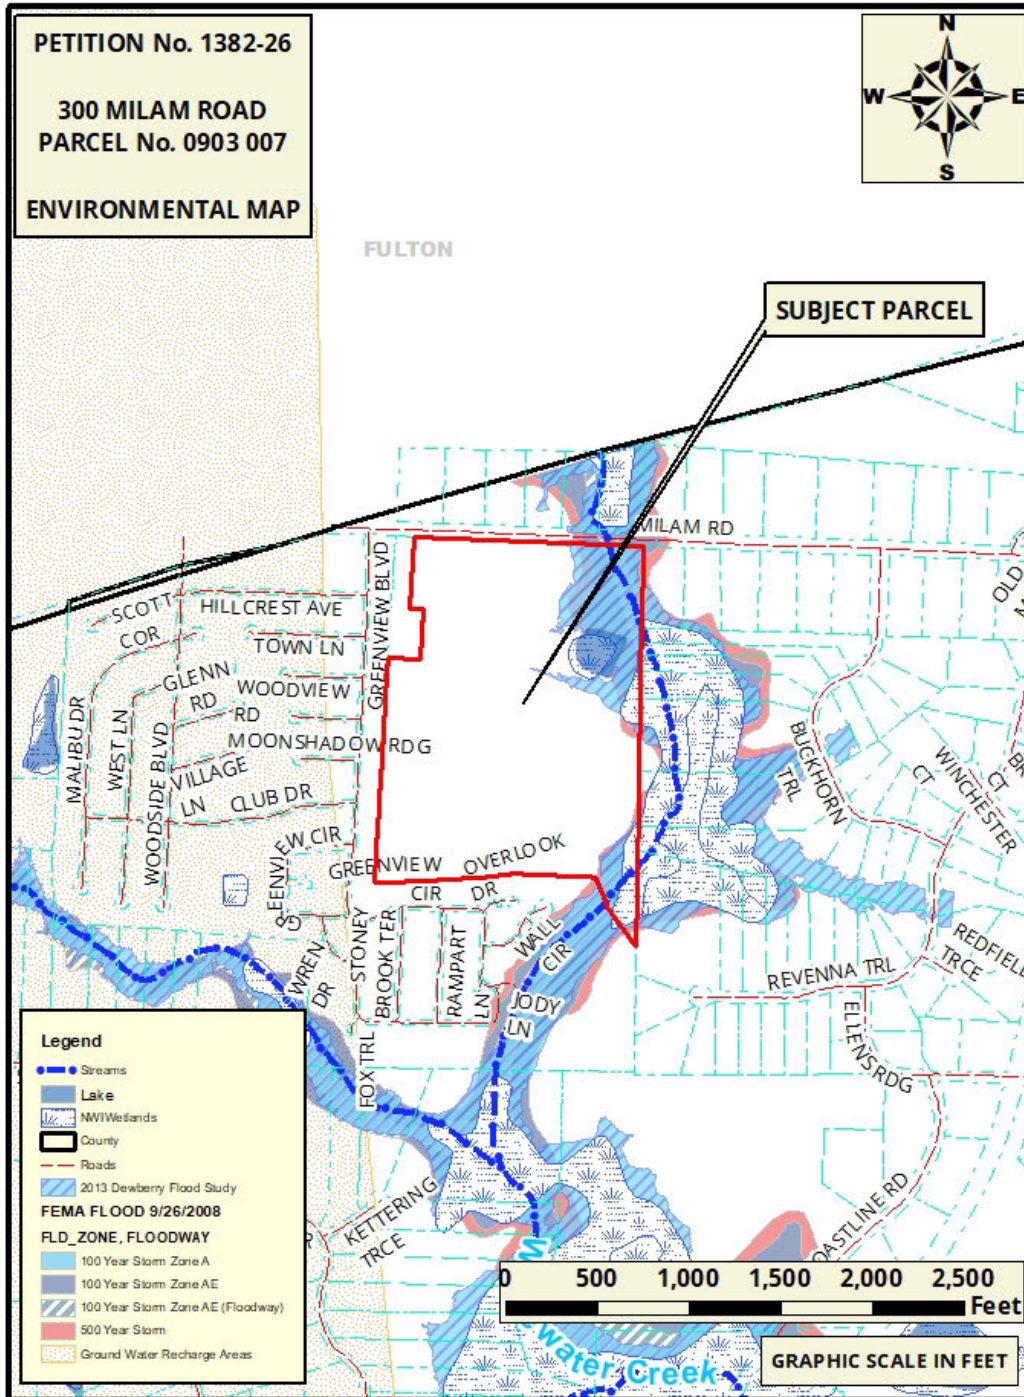 PETITION No. 1382-26
300 MILAM ROAD
PARCEL No. 0903 007
ENVIRONMENTAL MAP
N
W
E
S
FULTON
SUBJECT PARCEL
MILAM RD
OLD
GREENVIEW BLVD
SCOTT
COR
HILLCREST AVE
TOWN LN
GLENN
RD
WOODVIEW
RD
MOONSHADOW RDG
MALIBU DR
WEST LN
WOODSIDE BLVD
VILLAGE
LN
CLUB DR
BUCKHORN
TRL
WINCHESTER
CT
CT
GREENVIEW
OVERLOOK
CIR
DR
STONEY
BROOK TER
RAMPART
LN
WALL
CIR
JODY
LN
WREN
DR
FOX TRL
REVENNA TRL
REDFIELD
TRCE
ELLENS RDG
KETTERING
TRCE
OASTLINE RD
water Creek
Legend
Streams
Lake
NWI Wetlands
County
Roads
2013 Dewberry Flood Study
FEMA FLOOD 9/26/2008
FLD_ZONE, FLOODWAY
100 Year Storm Zone A
100 Year Storm Zone AE
100 Year Storm Zone AE (Floodway)
500 Year Storm
Ground Water Recharge Areas
0 500 1,000 1,500 2,000 2,500
Feet
GRAPHIC SCALE IN FEET